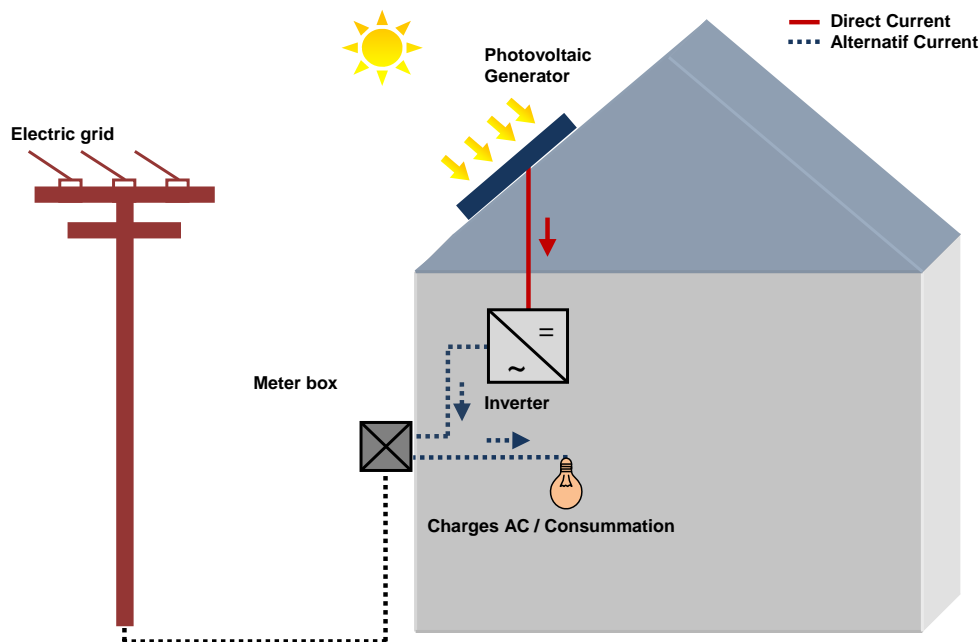 Direct Current
Alternatif Current
Photovoltaic
Generator
Electric grid
=
~
Meter box
Inverter
Charges AC / Consummation